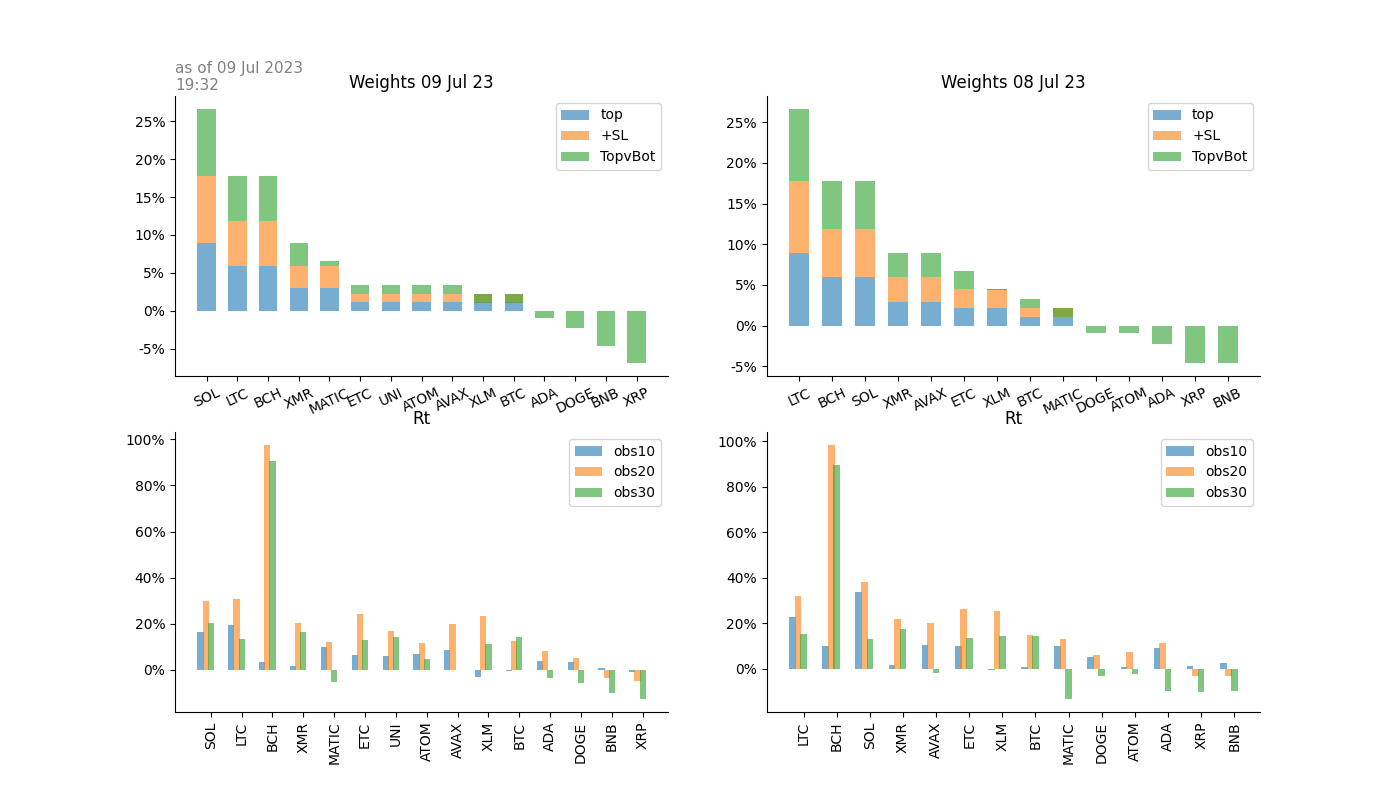 as of 09 Jul 2023
19:32
Weights 09 Jul 23
25%
20%
15%
10%
5%
0%
-5%
top
+SL
TopvBot
SOL LTC BCH XMR MATIC ETC UNI ATOM AVAX XLM BTC ADA DOGE BNB XRP
Weights 08 Jul 23
25%
20%
15%
10%
5%
0%
-5%
top
+SL
TopvBot
LTC BCH SOL XMR AVAX ETC XLM BTC MATIC DOGE ATOM ADA XRP BNB
Rt
100%
80%
60%
40%
20%
0%
obs10
obs20
obs30
SOL LTC BCH XMR MATIC ETC UNI ATOM AVAX XLM BTC ADA DOGE BNB XRP
Rt
100%
80%
60%
40%
20%
0%
obs10
obs20
obs30
LTC BCH SOL XMR AVAX ETC XLM BTC MATIC DOGE ATOM ADA XRP BNB